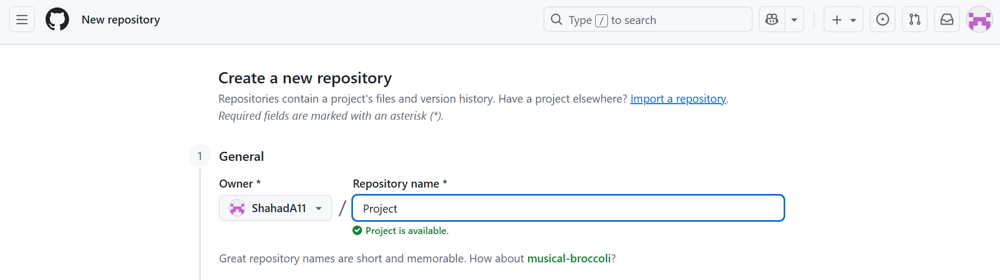 New repository
Type / to search
Create a new repository
Repositories contain a project's files and version history. Have a project elsewhere? Import a repository.
Required fields are marked with an asterisk (*).
1 General
Owner * Repository name *
ShahadA11 / Project
Project is available.
Great repository names are short and memorable. How about musical-broccoli?